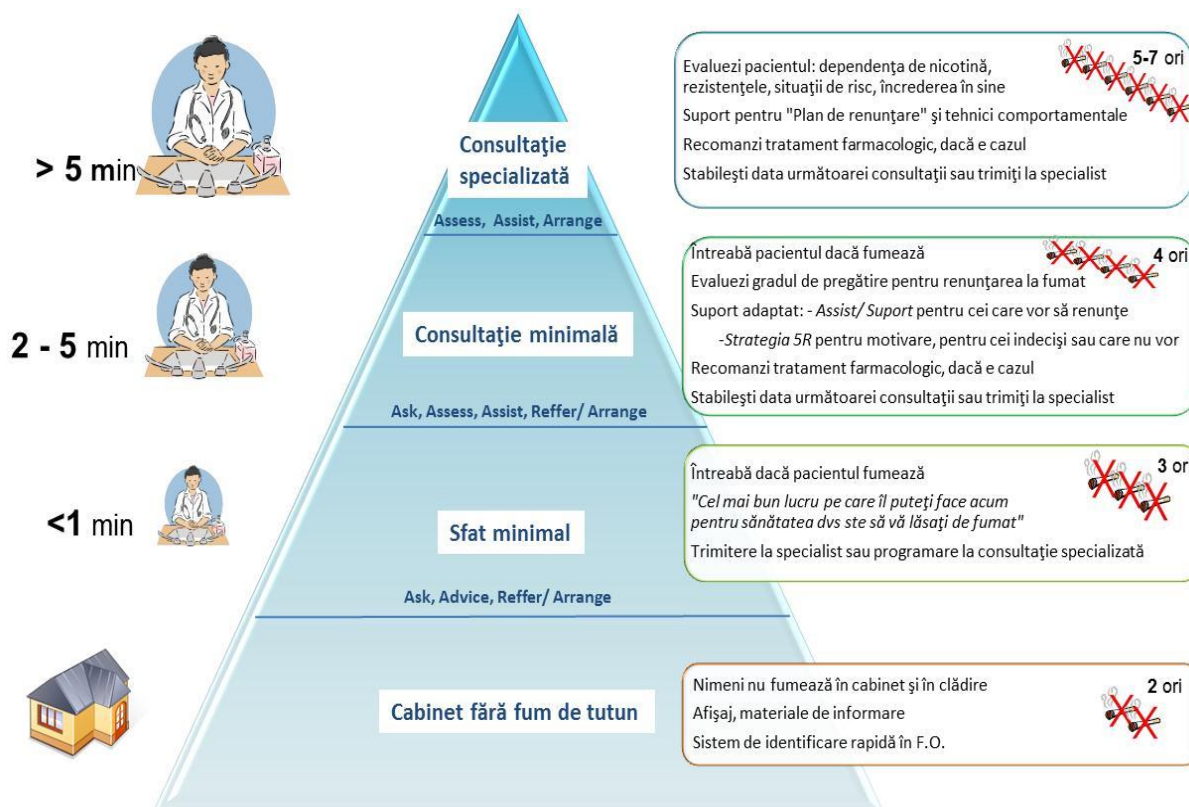 5-7 ori
Evaluezi pacientul: dependenţa de nicotină,
rezistenţele, situaţii de risc, încrederea în sine
Suport pentru "Plan de renunţare" şi tehnici comportamentale
Recomanzi tratament farmacologic, dacă e cazul
Stabileşti data următoarei consultaţii sau trimiţi la specialist
> 5 min
Consultaţie
specializată
Assess, Assist, Arrange
4 ori
Întreabă pacientul dacă fumează
Evaluezi gradul de pregătire pentru renunţarea la fumat
Suport adaptat: - Assist/ Suport pentru cei care vor să renunţe
-Strategia 5R pentru motivare, pentru cei indecişi sau care nu vor
Recomanzi tratament farmacologic, dacă e cazul
Stabileşti data următoarei consultaţii sau trimiţi la specialist
2 - 5 min
Consultaţie minimală
Ask, Assess, Assist, Reffer/ Arrange
3 ori
Întreabă dacă pacientul fumează
"Cel mai bun lucru pe care îl puteţi face acum
pentru sănătatea dvs ste să vă lăsaţi de fumat"
Trimitere la specialist sau programare la consultaţie specializată
<1 min
Sfat minimal
Ask, Advice, Reffer/ Arrange
2 ori
Nimeni nu fumează în cabinet şi în clădire
Afişaj, materiale de informare
Sistem de identificare rapidă în F.O.
Cabinet fără fum de tutun